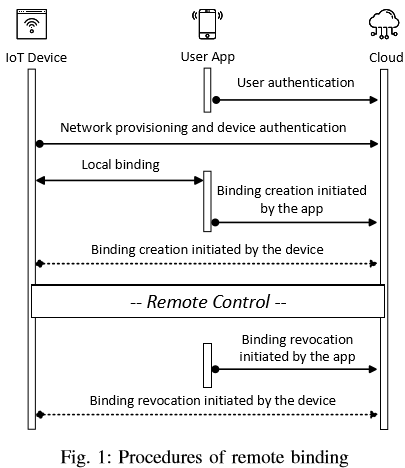 IoT Device
User App
Cloud
User authentication
Network provisioning and device authentication
Local binding
Binding creation initiated
by the app
Binding creation initiated by the device
-- Remote Control --
Binding revocation
initiated by the app
Binding revocation initiated by the device
Fig. 1: Procedures of remote binding